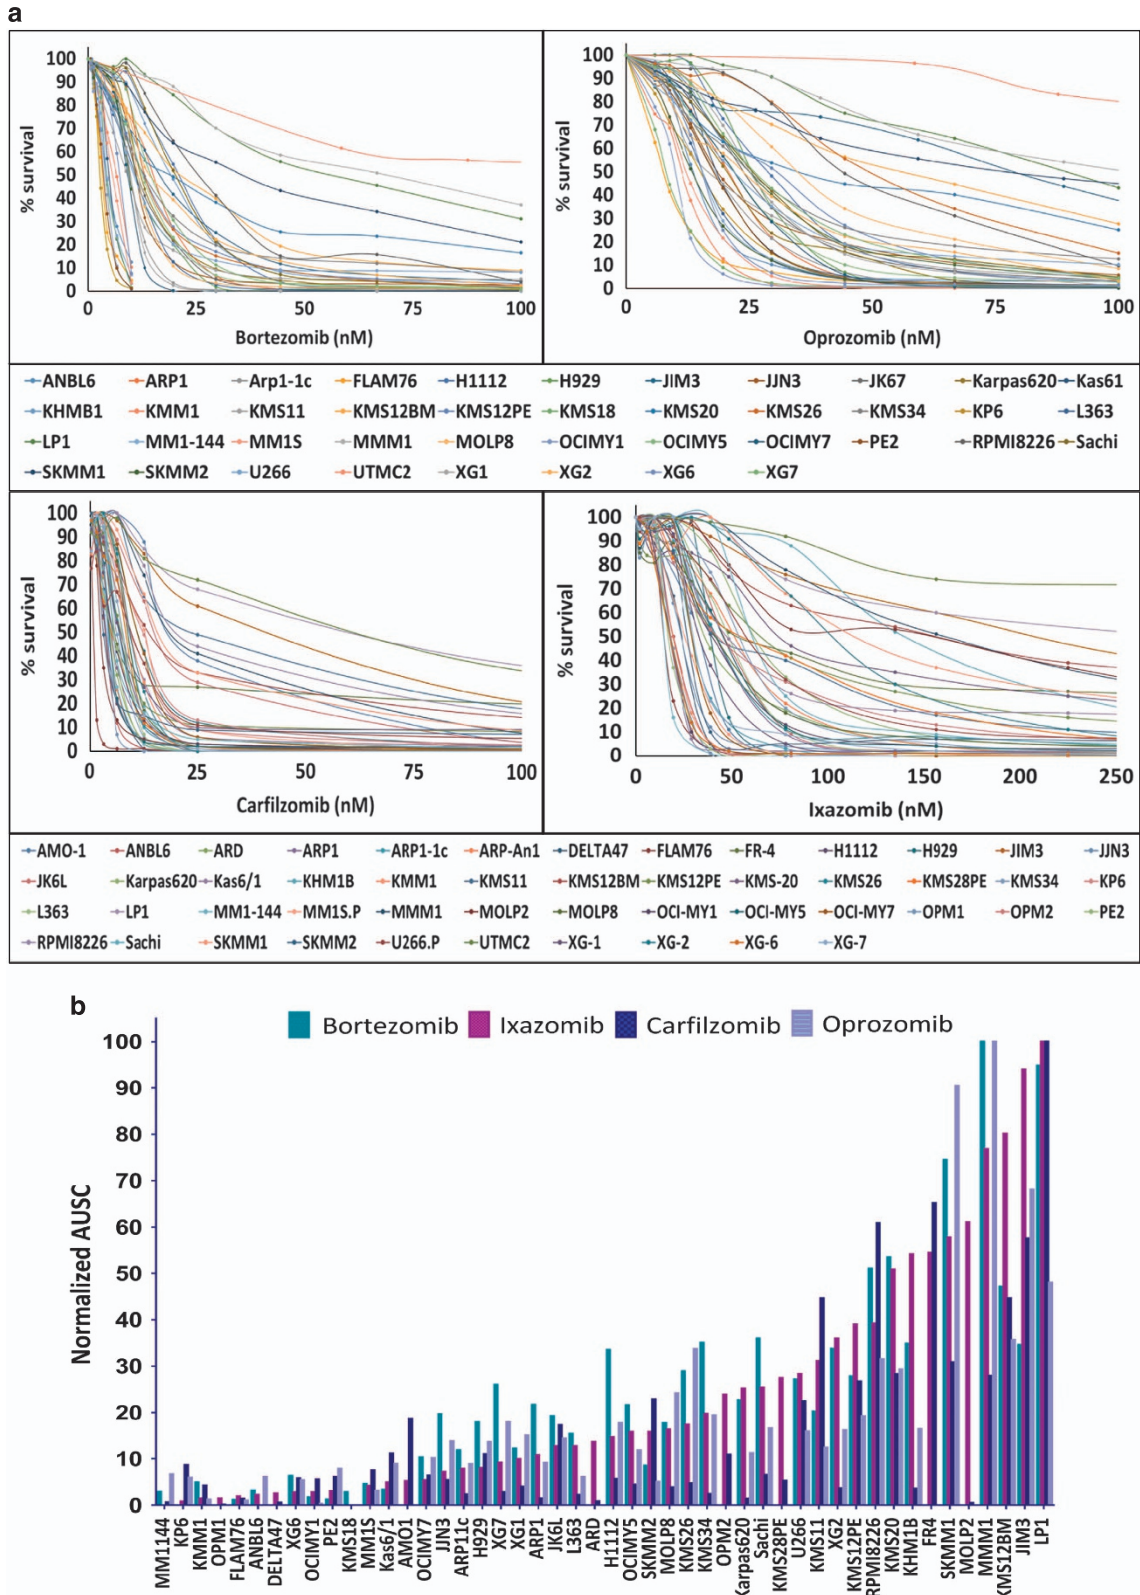 a
100
90
80
70
60
50
40
30
20
10
0
% survival
0 25 50 75 100
Bortezomib (nM)
100
90
80
70
60
50
40
30
20
10
0
% survival
0 25 50 75 100
Oprozomib (nM)
ANBL6 ARP1 Arp1-1c FLAM76 H1112 H929 JIM3 JJN3 JK67 Karpas620 Kas61
KHMB1 KMM1 KMS11 KMS12BM KMS12PE KMS18 KMS20 KMS26 KMS34 KP6 L363
LP1 MM1-144 MM1S MMM1 MOLP8 OCIMY1 OCIMY5 OCIMY7 PE2 RPMI8226 Sachi
SKMM1 SKMM2 U266 UTMC2 XG1 XG2 XG6 XG7
100
90
80
70
60
50
40
30
20
10
0
% survival
0 25 50 75 100
Carfilzomib (nM)
100
90
80
70
60
50
40
30
20
10
0
% survival
0 50 100 150 200 250
Ixazomib (nM)
AMO-1 ANBL6 ARD ARP1 ARP1-1c ARP-An1 DELTA47 FLAM76 FR-4 H1112 H929 JIM3 JJN3
JK6L Karpas620 Kas6/1 KHM1B KMM1 KMS11 KMS12BM KMS12PE KMS-20 KMS26 KMS28PE KMS34 KP6
L363 LP1 MM1-144 MM1S.P MMM1 MOLP2 MOLP8 OCI-MY1 OCI-MY5 OCI-MY7 OPM1 OPM2 PE2
RPMI8226 Sachi SKMM1 SKMM2 U266.P UTMC2 XG-1 XG-2 XG-6 XG-7
b
Bortezomib Ixazomib Carfilzomib Oprozomib
100
90
80
70
60
50
40
30
20
10
0
Normalized AUSC
MM1144 KP6 KMM1 OPM1 FLAM76 ANBL6 DELTA47 XG6 OCIMY1 PE2 KMS18 MM1S Kas6/1 AMO1 OCIMY7 JJN3 ARP11c H929 XG7 XG1 ARP1 JK6L L363 ARD H1112 OCIMY5 SKMM2 MOLP8 KMS26 KMS34 OPM2 Karpas620 Sachi KMS28PE U266 KMS11 XG2 KMS12PE RPMI8226 KMS20 KHM1B FR4 SKMM1 MOLP2 MMM1 KMS12BM JIM3 LP1